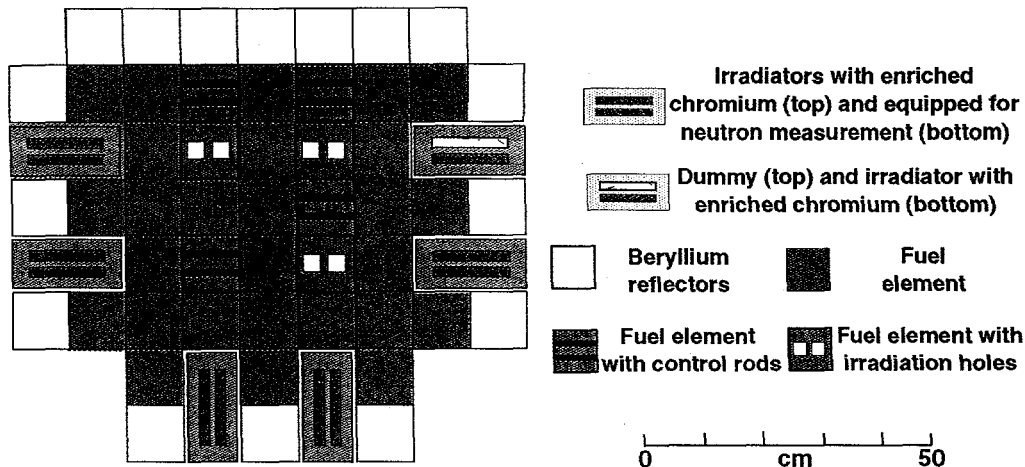 Irradiators with enriched
chromium (top) and equipped for
neutron measurement (bottom)
Dummy (top) and irradiator with
enriched chromium (bottom)
Beryllium
reflectors
Fuel
element
Fuel element
with control rods
Fuel element with
irradiation holes
0 cm 50